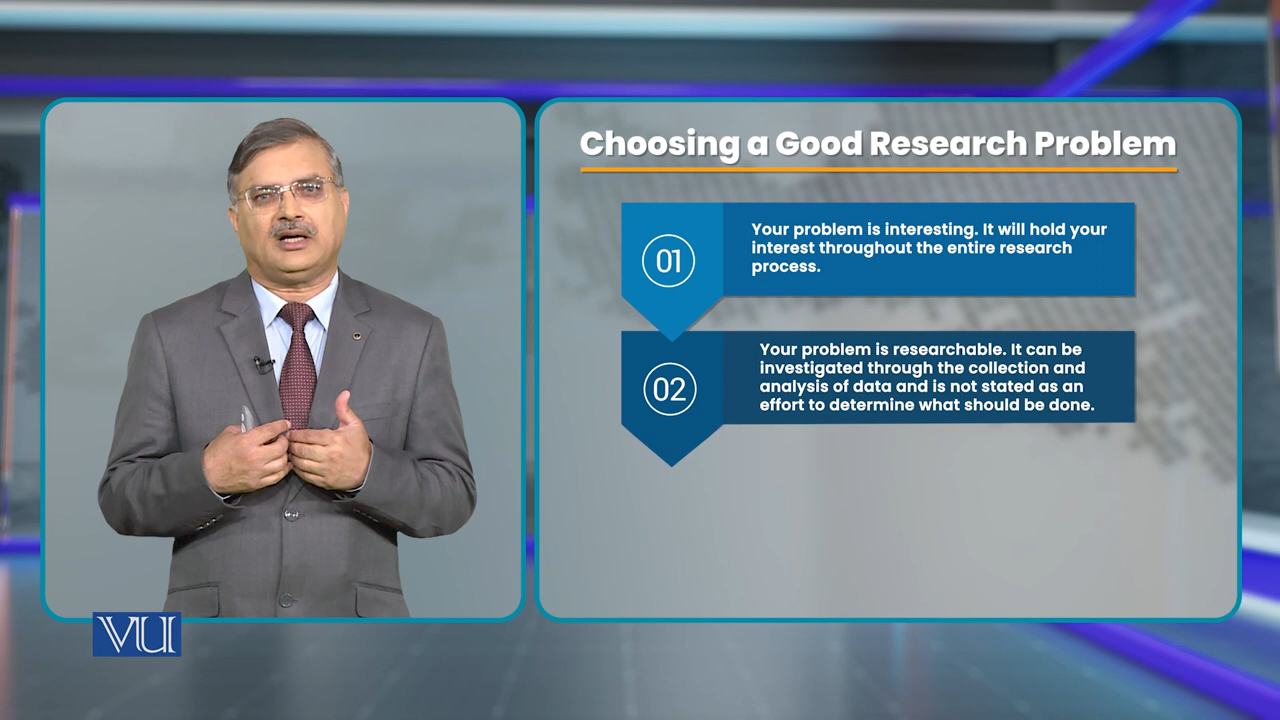 Choosing a Good Research Problem
01
Your problem is interesting. It will hold your
interest throughout the entire research
process.
02
Your problem is researchable. It can be
investigated through the collection and
analysis of data and is not stated as an
effort to determine what should be done.
VU